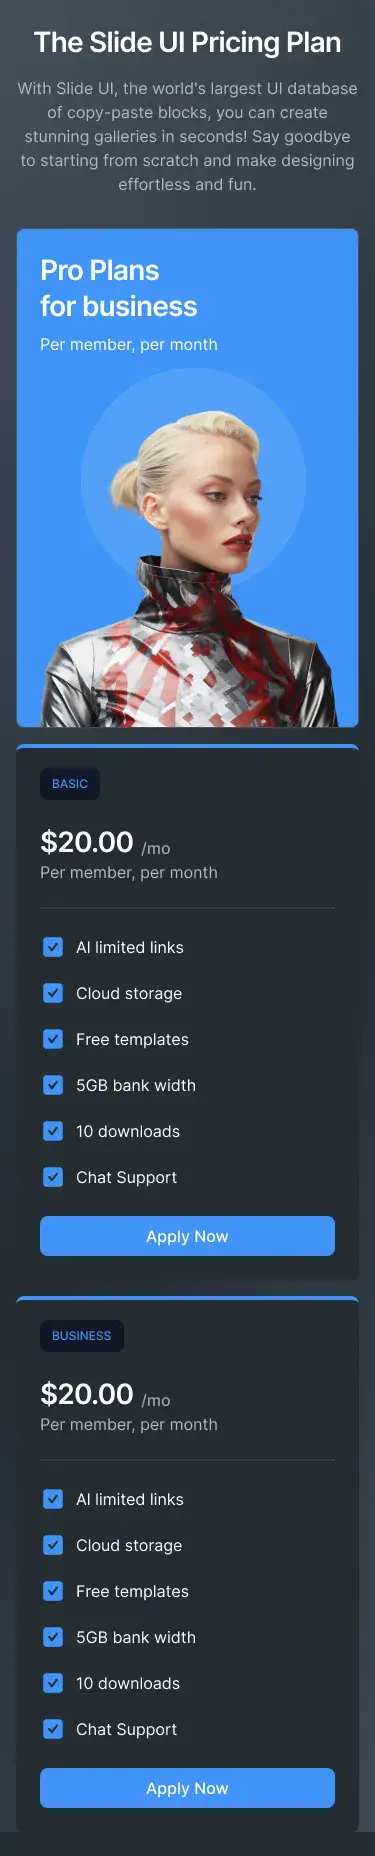 The Slide UI Pricing Plan
With Slide UI, the world's largest UI database
of copy-paste blocks, you can create
stunning galleries in seconds! Say goodbye
to starting from scratch and make designing
effortless and fun.
Pro Plans
for business
Per member, per month
BASIC
$20.00 /mo
Per member, per month
AI limited links
Cloud storage
Free templates
5GB bank width
10 downloads
Chat Support
Apply Now
BUSINESS
$20.00 /mo
Per member, per month
AI limited links
Cloud storage
Free templates
5GB bank width
10 downloads
Chat Support
Apply Now